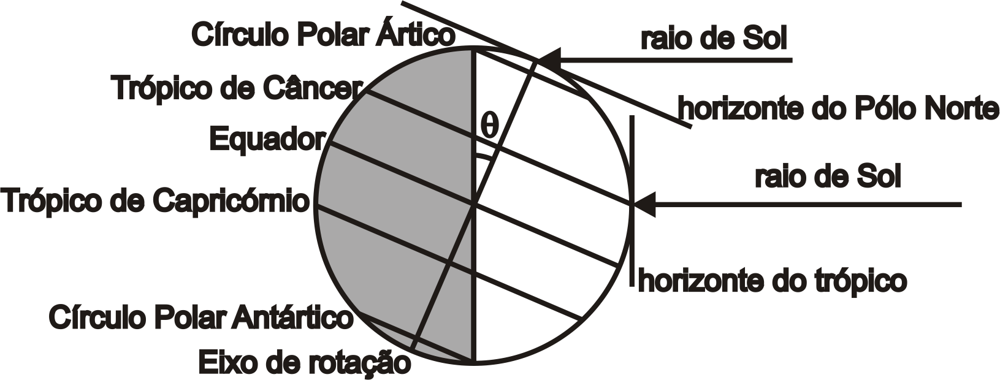 Círculo Polar Ártico
raio de Sol
Trópico de Câncer
horizonte do Pólo Norte
θ
Equador
raio de Sol
Trópico de Capricórnio
horizonte do trópico
Círculo Polar Antártico
Eixo de rotação